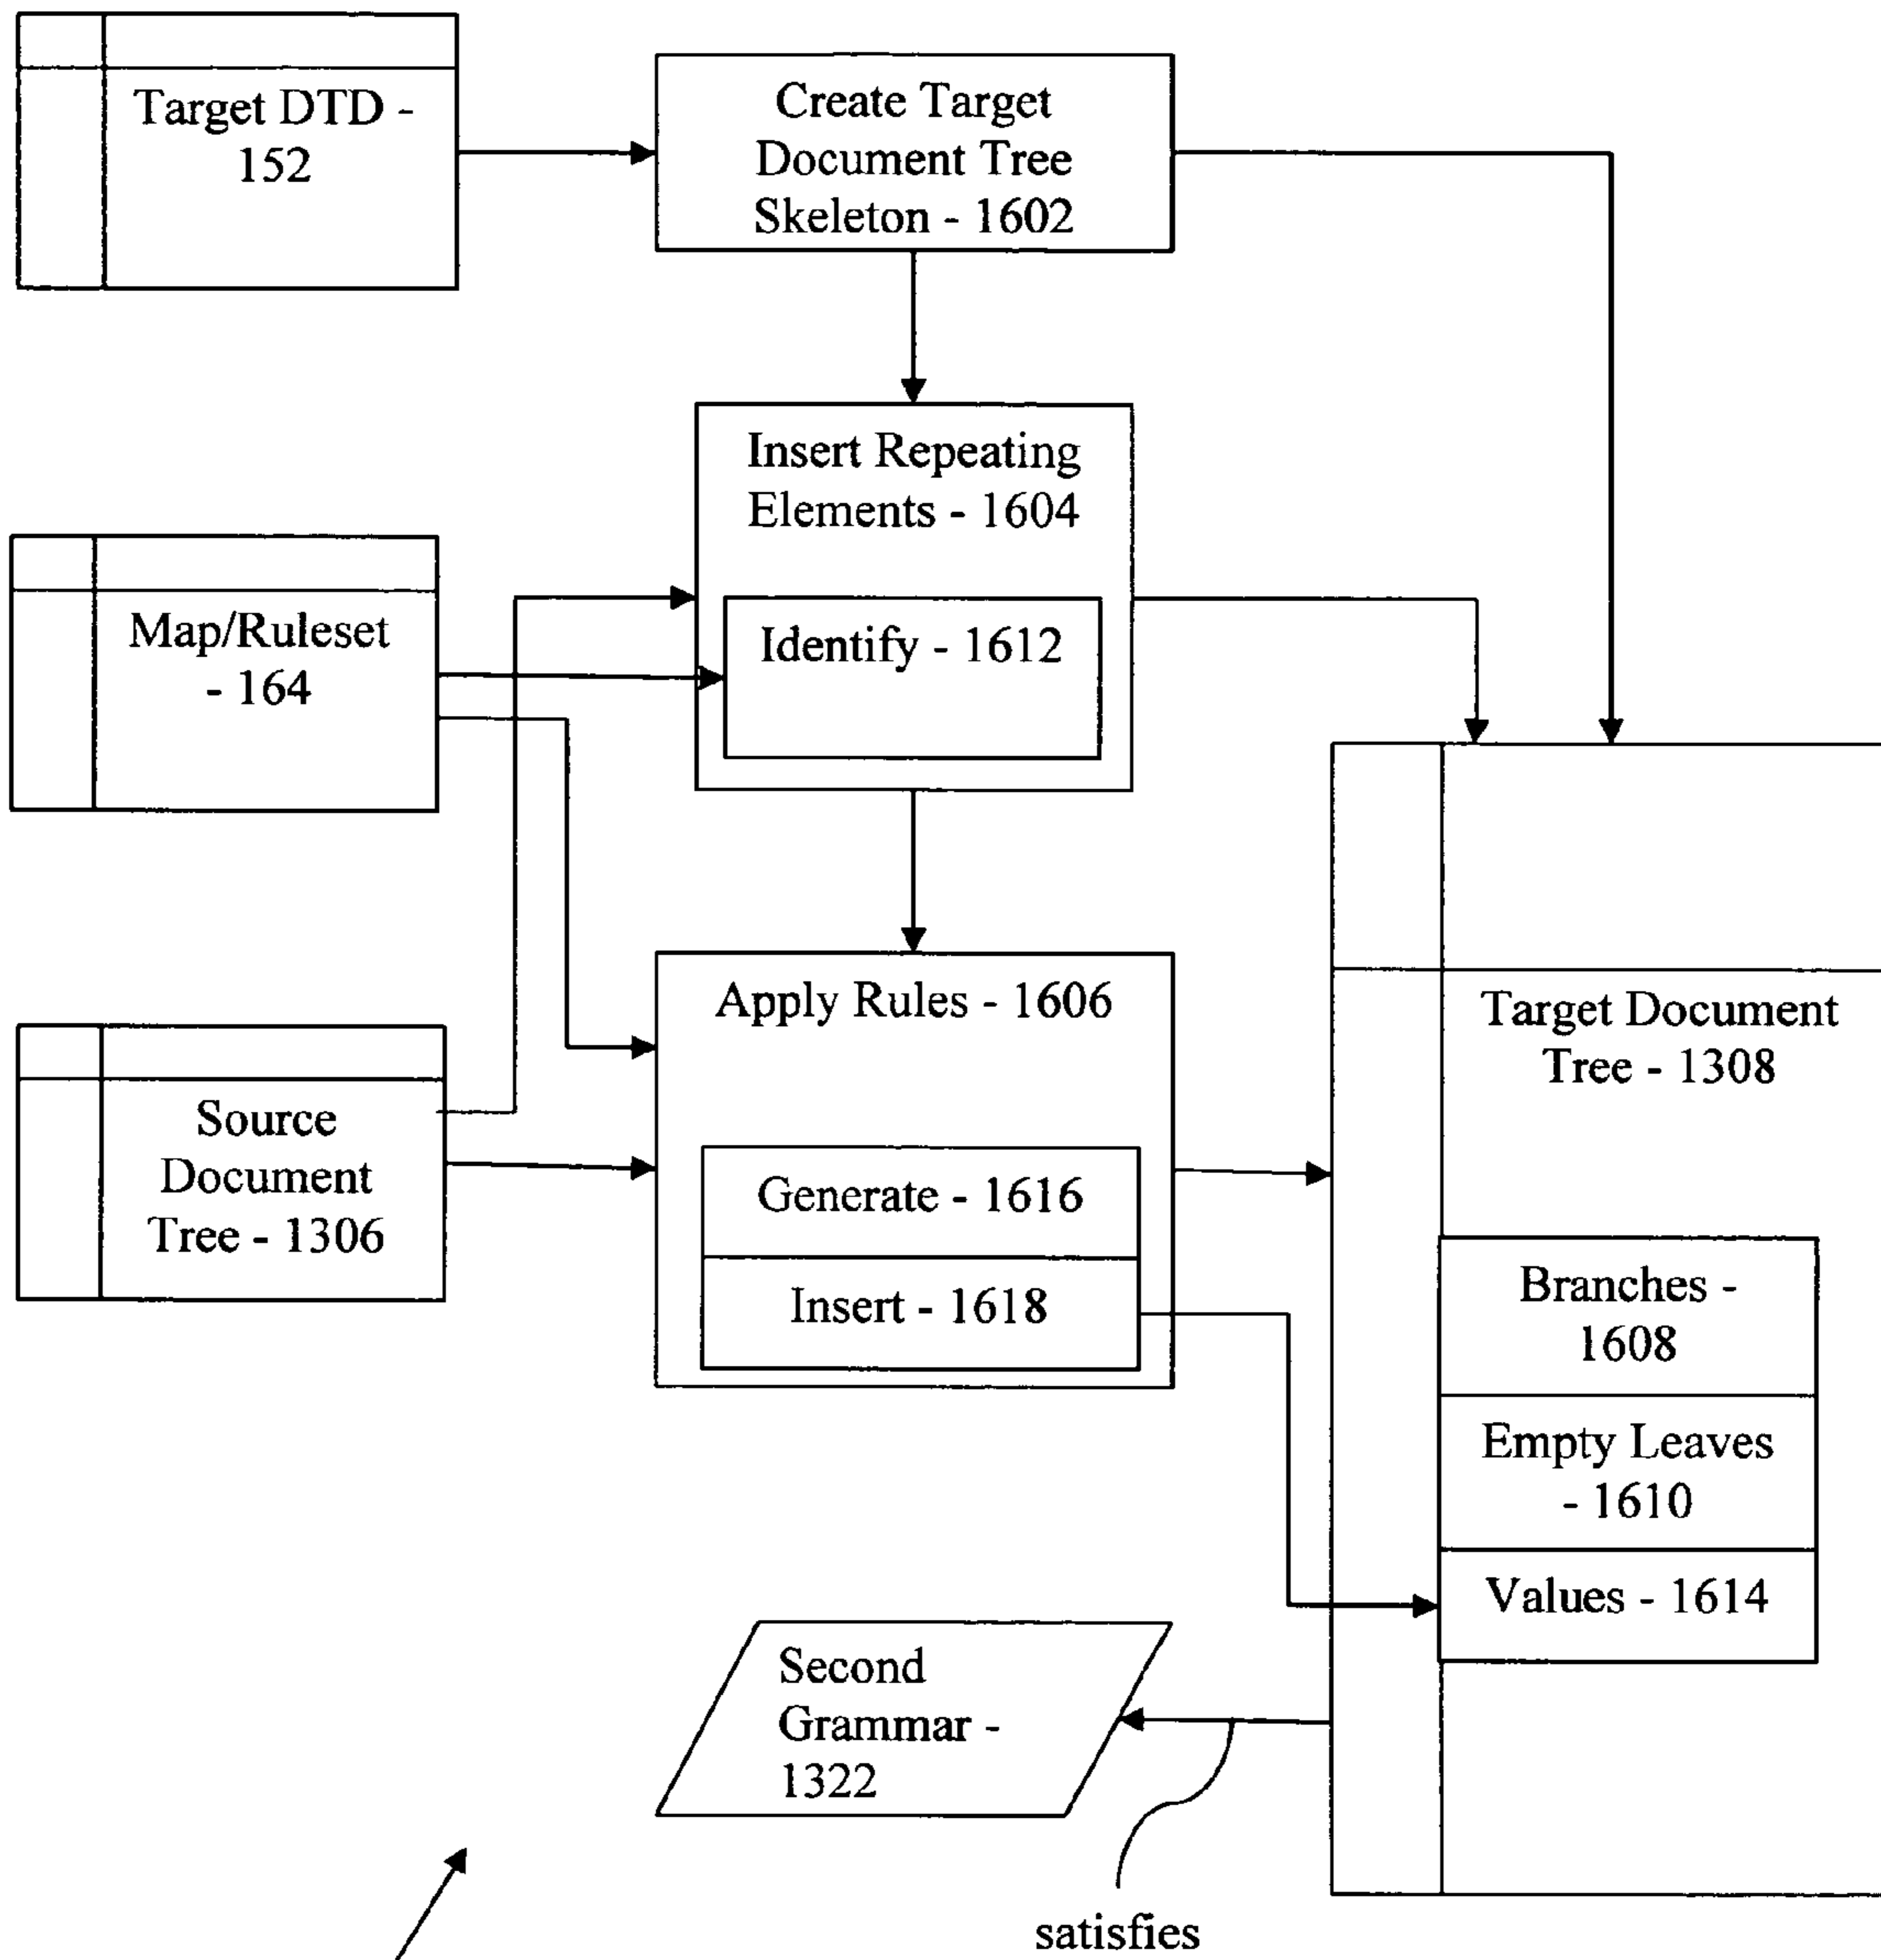 Target DTD -
152
Create Target
Document Tree
Skeleton - 1602
Insert Repeating
Elements - 1604
Identify - 1612
Map/Ruleset
- 164
Apply Rules - 1606
Generate - 1616
Insert - 1618
Source
Document
Tree - 1306
Target Document
Tree - 1308
Branches -
1608
Empty Leaves
- 1610
Values - 1614
Second
Grammar -
1322
satisfies